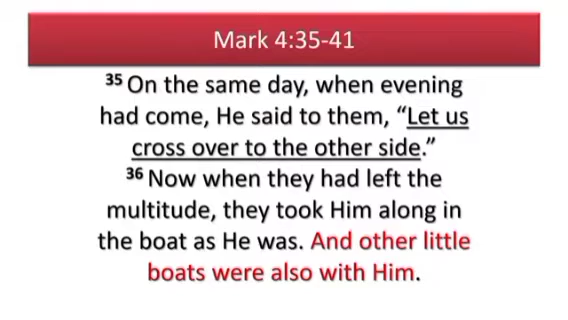 Mark 4:35-41
35 On the same day, when evening
had come, He said to them, “Let us
cross over to the other side.”
36 Now when they had left the
multitude, they took Him along in
the boat as He was. And other little
boats were also with Him.